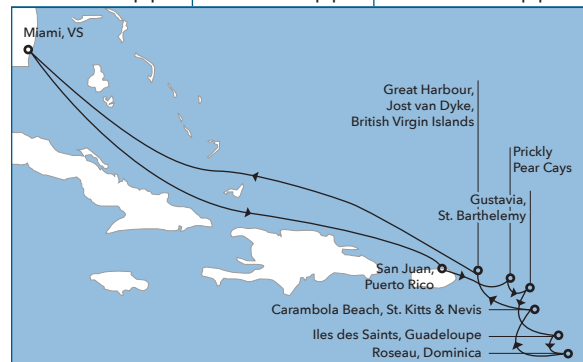 Miami, VS
Great Harbour,
Jost van Dyke,
British Virgin Islands
Prickly
Pear Cays
Gustavia,
St. Barthelemy
San Juan,
Puerto Rico
Carambola Beach, St. Kitts & Nevis
Iles des Saints, Guadeloupe
Roseau, Dominica